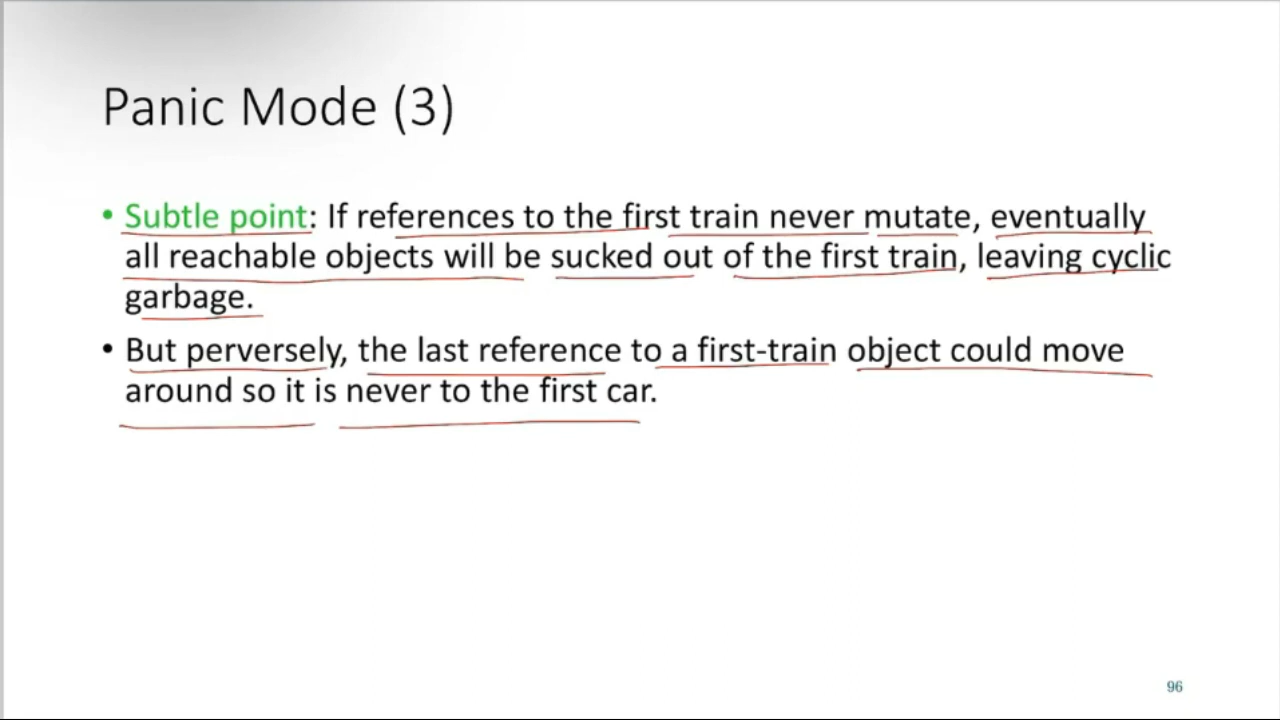 Panic Mode (3)
• Subtle point: If references to the first train never mutate, eventually
all reachable objects will be sucked out of the first train, leaving cyclic
garbage.
• But perversely, the last reference to a first-train object could move
around so it is never to the first car.
96